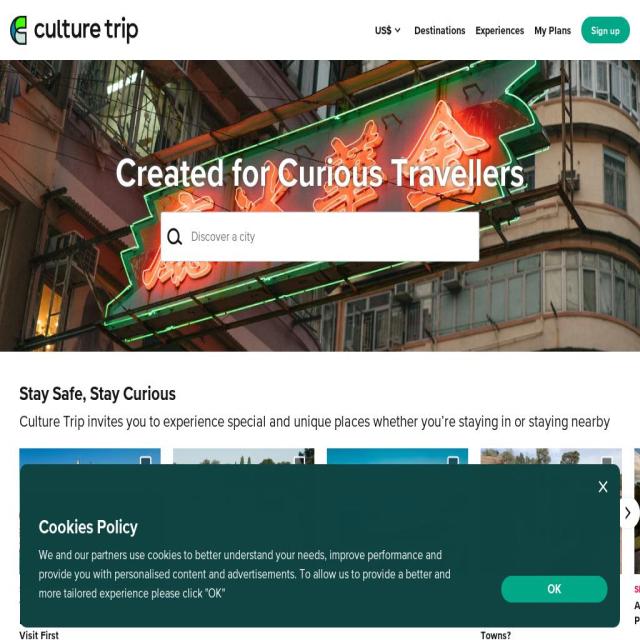 culture trip
US$
Destinations
Experiences
My Plans
Sign up
Created for Curious Travellers
Discover a city
Stay Safe, Stay Curious
Culture Trip invites you to experience special and unique places whether you're staying in or staying nearby
X
Cookies Policy
We and our partners use cookies to better understand your needs, improve performance and
provide you with personalised content and advertisements. To allow us to provide a better and
more tailored experience please click "OK"
OK
Visit First
Towns?